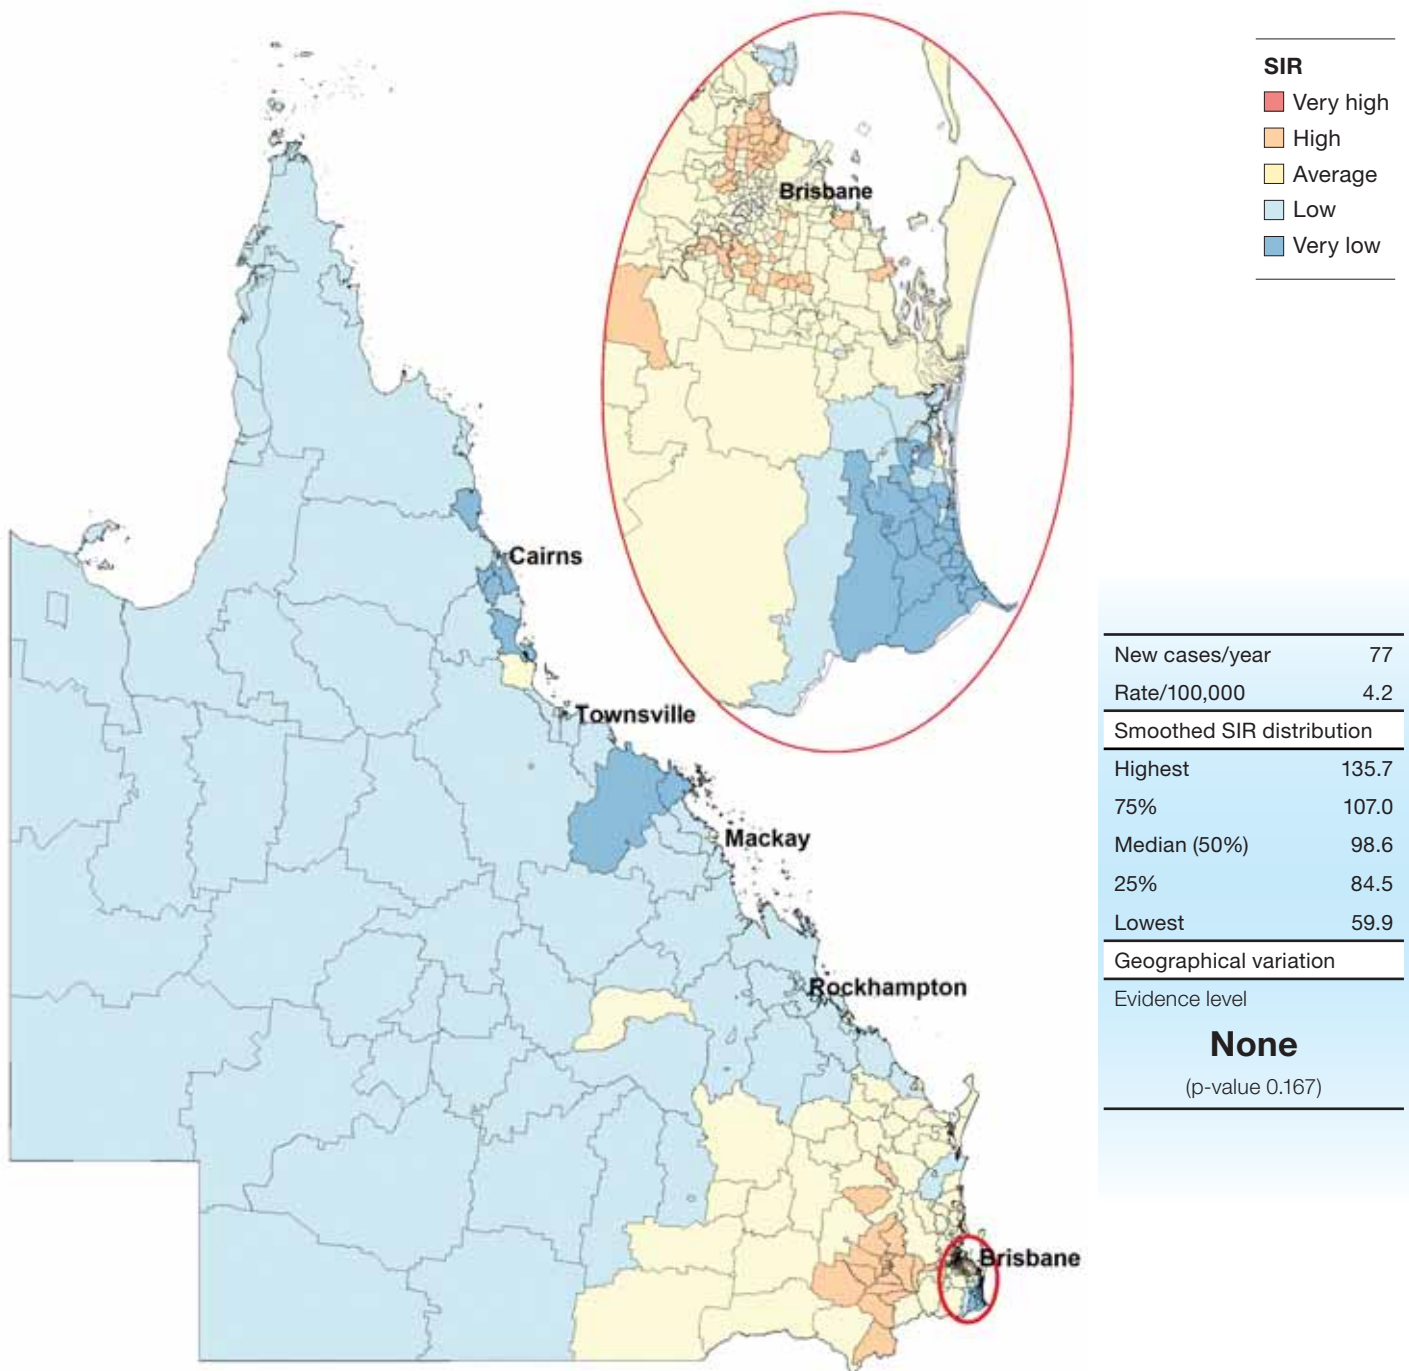 SIR
Very high
High
Average
Low
Very low
Brisbane
Cairns
Townsville
Mackay
Rockhampton
Brisbane
New cases/year 77
Rate/100,000 4.2
Smoothed SIR distribution
Highest 135.7
75% 107.0
Median (50%) 98.6
25% 84.5
Lowest 59.9
Geographical variation
Evidence level
None
(p-value 0.167)